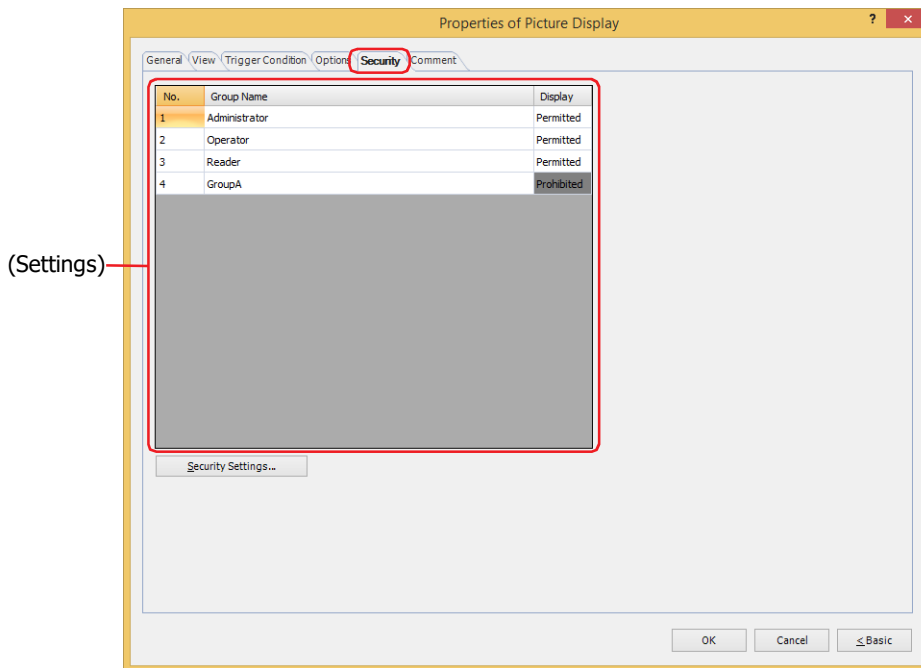 Properties of Picture Display ? ×
General View Trigger Condition Options Security Comment
No. Group Name Display
1 Administrator Permitted
2 Operator Permitted
3 Reader Permitted
4 GroupA Prohibited
(Settings)
Security Settings...
OK Cancel < Basic